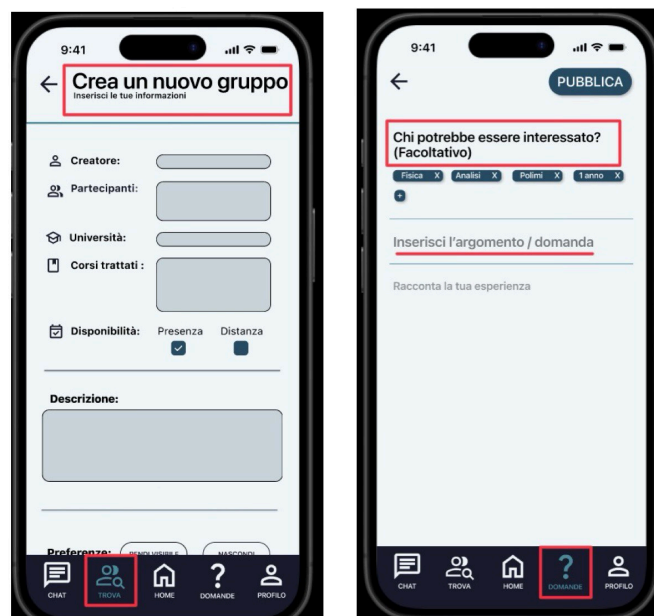 9:41
Crea un nuovo gruppo
Inserisci le tue informazioni
Creatore:
Partecipanti:
Università:
Corsi trattati :
Disponibilità: Presenza Distanza
Descrizione:
Preferenze: RENDI VISIBILE NASCONDI
CHAT TROVA HOME DOMANDE PROFILO
9:41
PUBBLICA
Chi potrebbe essere interessato?
(Facoltativo)
Fisica X Analisi X Polimi X 1 anno X
+
Inserisci l'argomento / domanda
Racconta la tua esperienza
CHAT TROVA HOME DOMANDE PROFILO